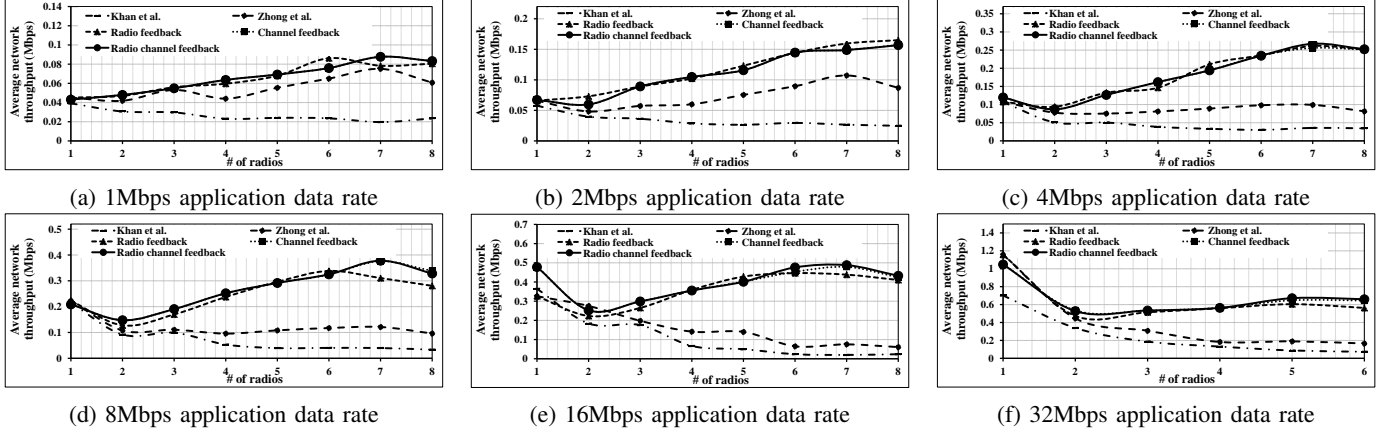 Average network throughput (Mbps)
0.14
0.12
0.1
0.08
0.06
0.04
0.02
0
Khan et al.
Zhong et al.
Radio feedback
Channel feedback
Radio channel feedback
1 2 3 4 5 6 7 8
# of radios
(a) 1Mbps application data rate
Average network throughput (Mbps)
0.2
0.15
0.1
0.05
0
Khan et al.
Zhong et al.
Radio feedback
Channel feedback
Radio channel feedback
1 2 3 4 5 6 7 8
# of radios
(b) 2Mbps application data rate
Average network throughput (Mbps)
0.35
0.3
0.25
0.2
0.15
0.1
0.05
0
Khan et al.
Zhong et al.
Radio feedback
Channel feedback
Radio channel feedback
1 2 3 4 5 6 7 8
# of radios
(c) 4Mbps application data rate
Average network throughput (Mbps)
0.5
0.4
0.3
0.2
0.1
0
Khan et al.
Zhong et al.
Radio feedback
Channel feedback
Radio channel feedback
1 2 3 4 5 6 7 8
# of radios
(d) 8Mbps application data rate
Average network throughput (Mbps)
0.7
0.6
0.5
0.4
0.3
0.2
0.1
0
Khan et al.
Zhong et al.
Radio feedback
Channel feedback
Radio channel feedback
1 2 3 4 5 6 7 8
# of radios
(e) 16Mbps application data rate
Average network throughput (Mbps)
1.4
1.2
1
0.8
0.6
0.4
0.2
0
Khan et al.
Zhong et al.
Radio feedback
Channel feedback
Radio channel feedback
1 2 3 4 5 6
# of radios
(f) 32Mbps application data rate